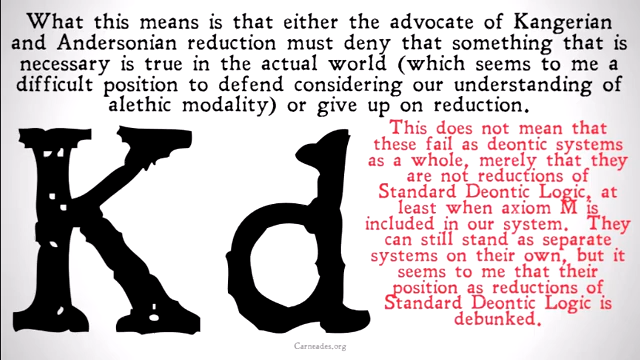 What this means is that either the advocate of Kangerian
and Andersonian reduction must deny that something that is
necessary is true in the actual world (which seems to me a
difficult position to defend considering our understanding of
alethic modality) or give up on reduction.
Kd
This does not mean that
these fail as deontic systems
as a whole, merely that they
are not reductions of
Standard Deontic Logic, at
least when axiom M is
included in our system. They
can still stand as separate
systems on their own, but it
seems to me that their
position as reductions of
Standard Deontic Logic is
debunked.
Carneades.org